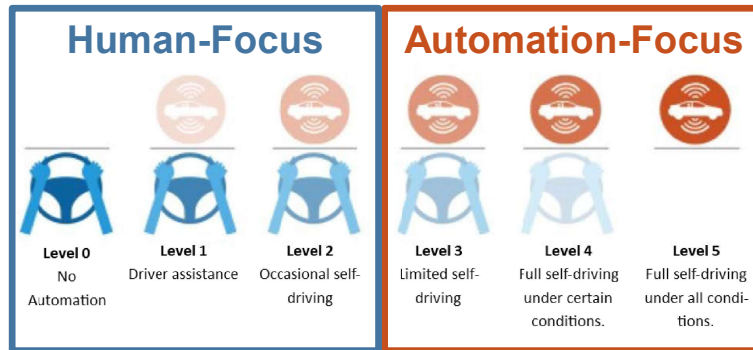 Human-Focus
Level 0
No
Automation
Level 1
Driver assistance
Level 2
Occasional self-
driving
Automation-Focus
Level 3
Limited self-
driving
Level 4
Full self-driving
under certain
conditions.
Level 5
Full self-driving
under all condi-
tions.